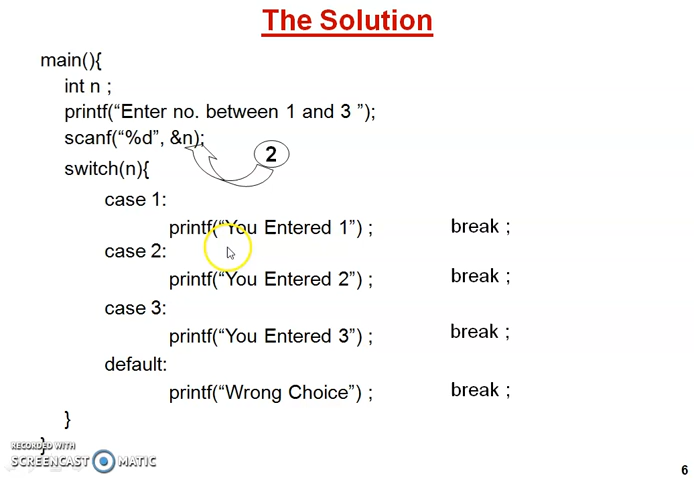 The Solution
main(){
int n ;
printf(“Enter no. between 1 and 3 ”);
scanf(“%d”, &n);
2
switch(n){
case 1:
printf(“You Entered 1”) ; break ;
case 2:
printf(“You Entered 2”) ; break ;
case 3:
printf(“You Entered 3”) ; break ;
default:
printf(“Wrong Choice”) ; break ;
}
}
RECORDED WITH
SCREENCAST MATIC
6